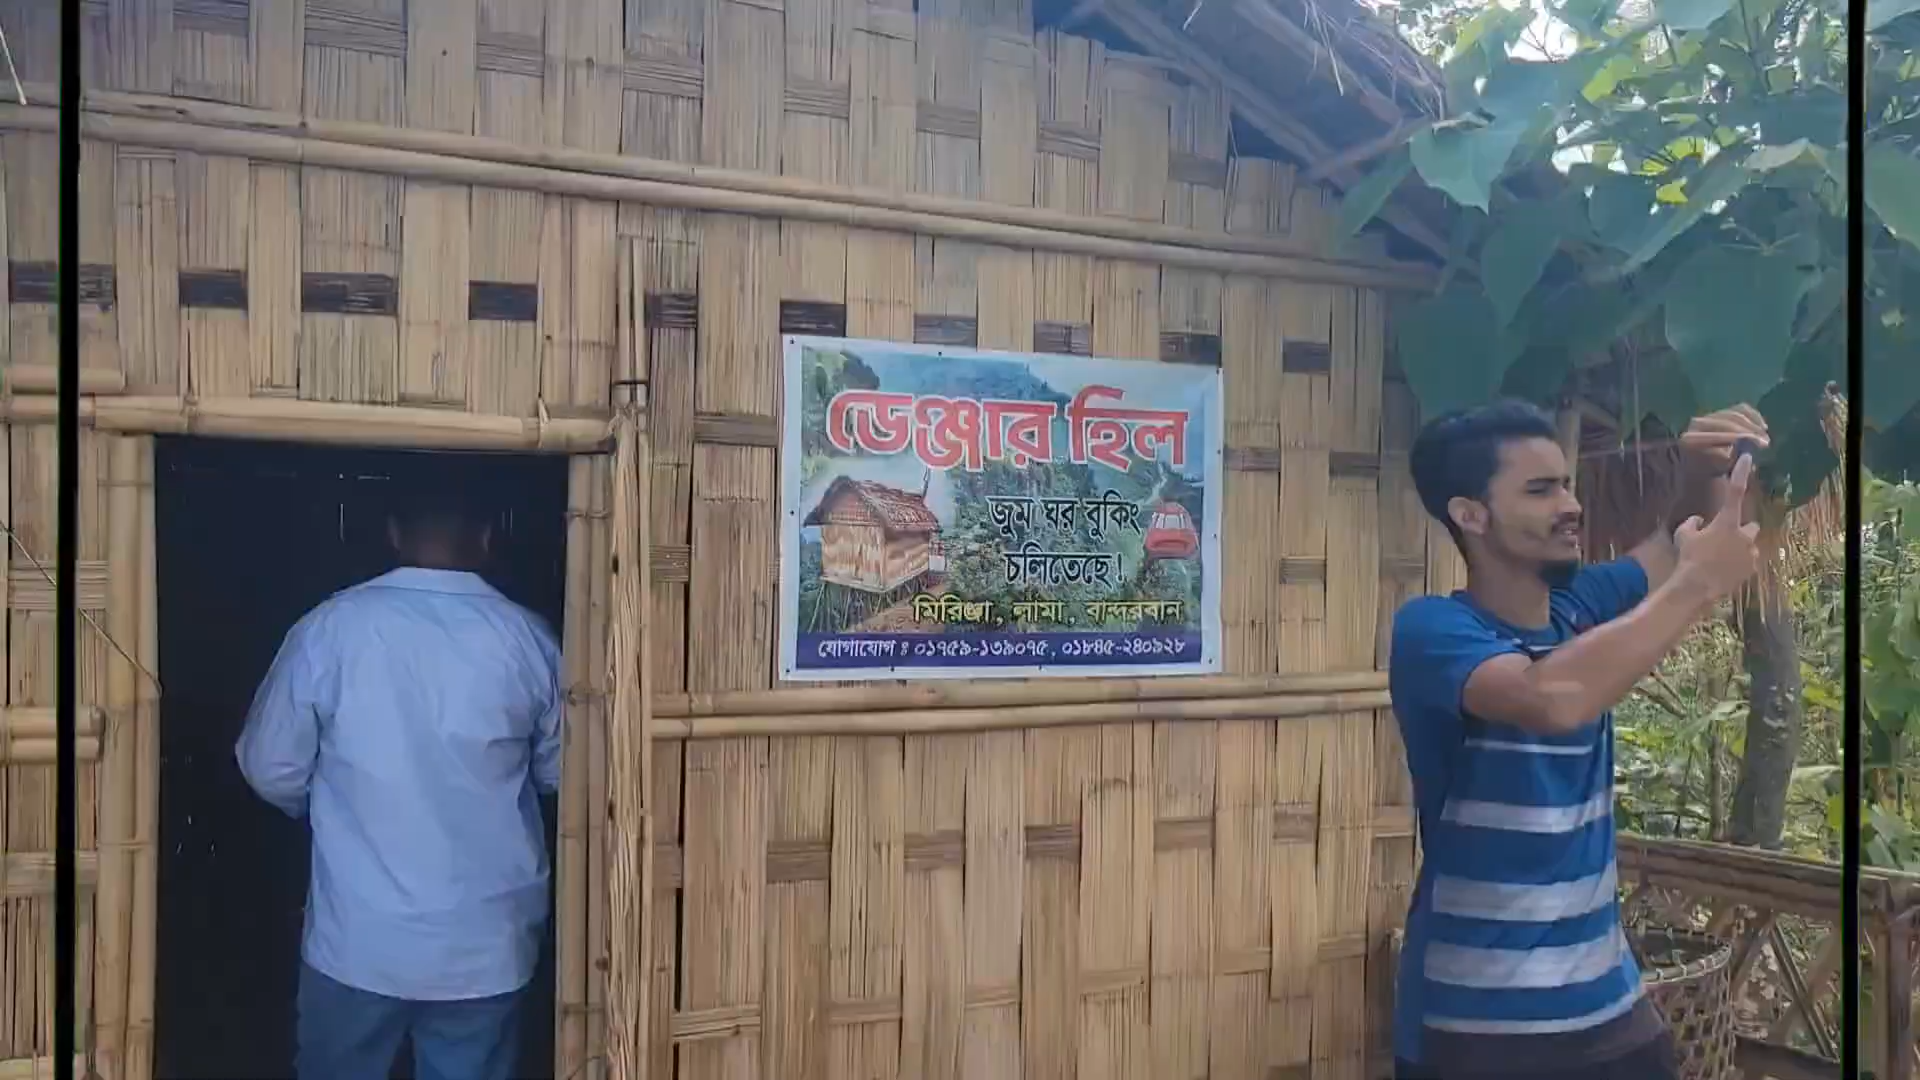 ডেঞ্জার হিল
জুম ঘর বুকিং
চলিতেছে!
মিরিঞ্জা, লামা, বান্দরবান
যোগাযোগ : ০১৭৫৯-১৩৯০৭৫, ০১৮৪৫-২৪০৯২৮